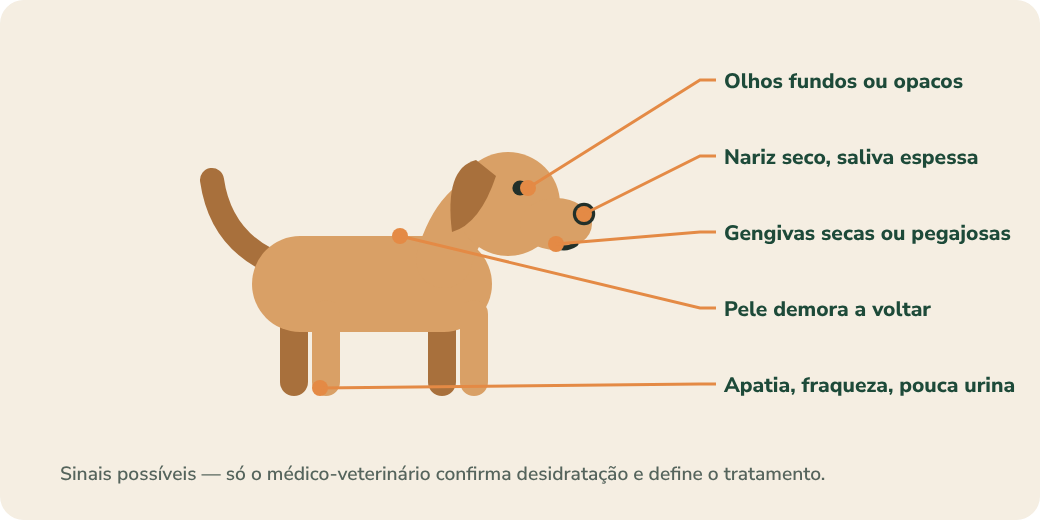 Olhos fundos ou opacos
Nariz seco, saliva espessa
Gengivas secas ou pegajosas
Pele demora a voltar
Apatia, fraqueza, pouca urina
Sinais possíveis — só o médico-veterinário confirma desidratação e define o tratamento.